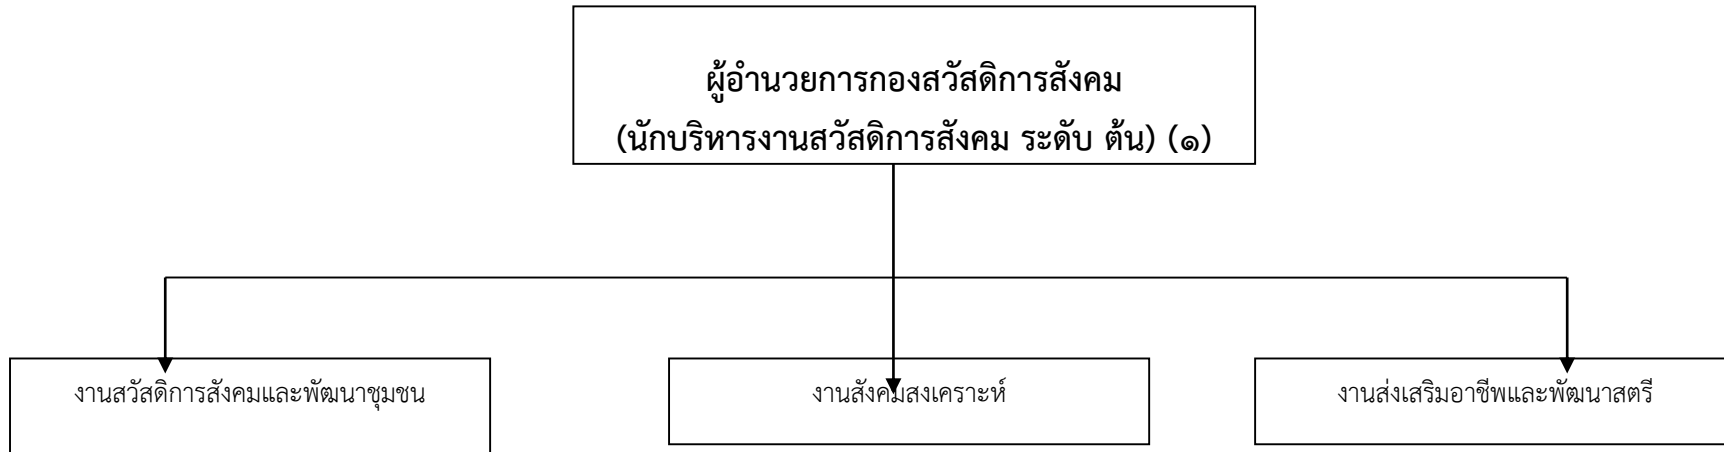 ผู้อำนวยการกองสวัสดิการสังคม
(นักบริหารงานสวัสดิการสังคม ระดับ ต้น) (๑)
งานสวัสดิการสังคมและพัฒนาชุมชน
งานสังคมสงเคราะห์
งานส่งเสริมอาชีพและพัฒนาสตรี